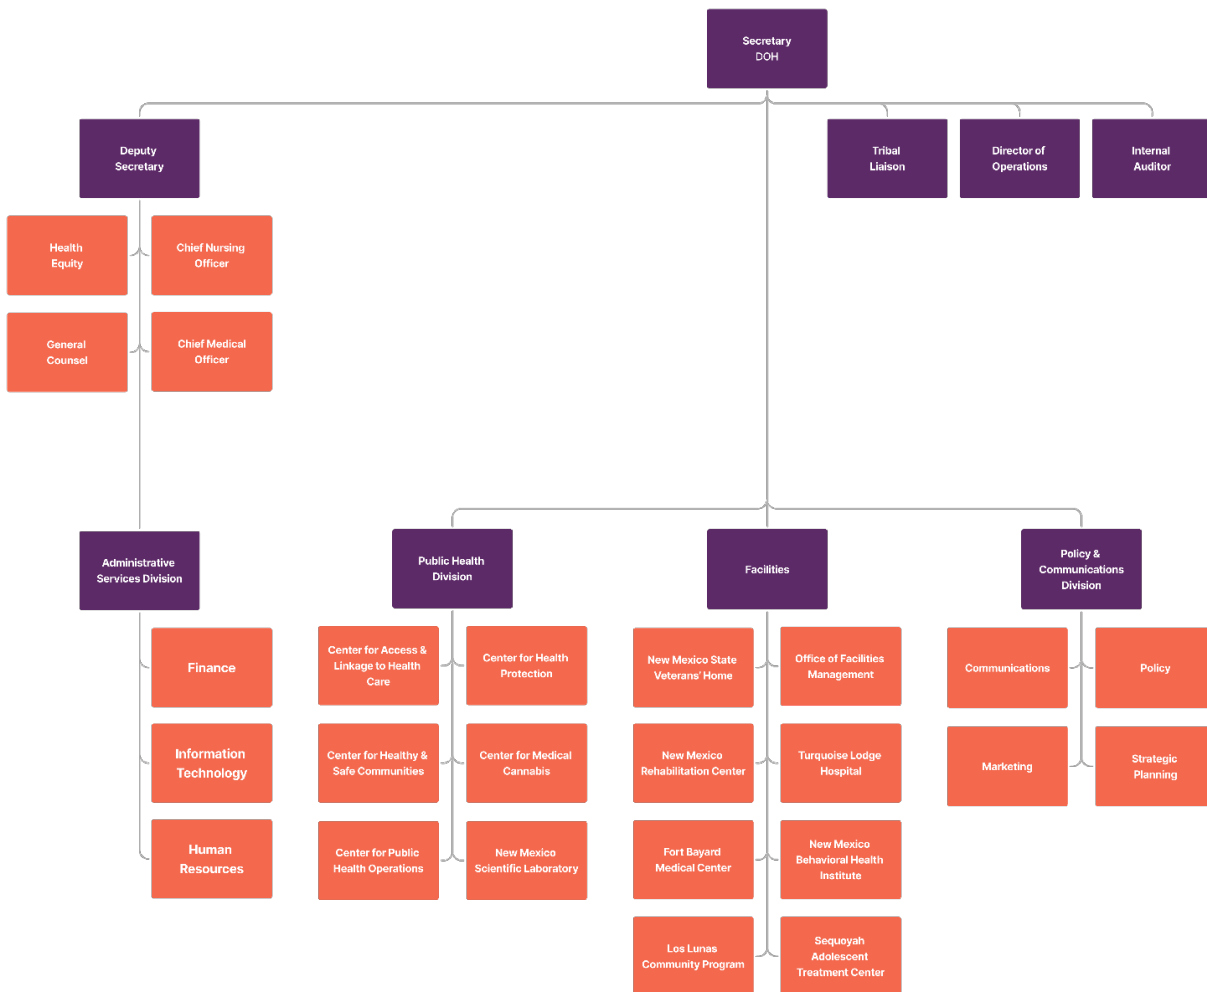 Secretary
DOH
Deputy
Secretary
Tribal
Liaison
Director of
Operations
Internal
Auditor
Health
Equity
Chief Nursing
Officer
General
Counsel
Chief Medical
Officer
Administrative
Services Division
Finance
Information
Technology
Human
Resources
Public Health
Division
Center for Access &
Linkage to Health
Care
Center for Health
Protection
Center for Healthy &
Safe Communities
Center for Medical
Cannabis
Center for Public
Health Operations
New Mexico
Scientific Laboratory
Facilities
New Mexico State
Veterans' Home
Office of Facilities
Management
New Mexico
Rehabilitation Center
Turquoise Lodge
Hospital
Fort Bayard
Medical Center
New Mexico
Behavioral Health
Institute
Los Lunas
Community Program
Sequoyah
Adolescent
Treatment Center
Policy &
Communications
Division
Communications
Policy
Marketing
Strategic
Planning